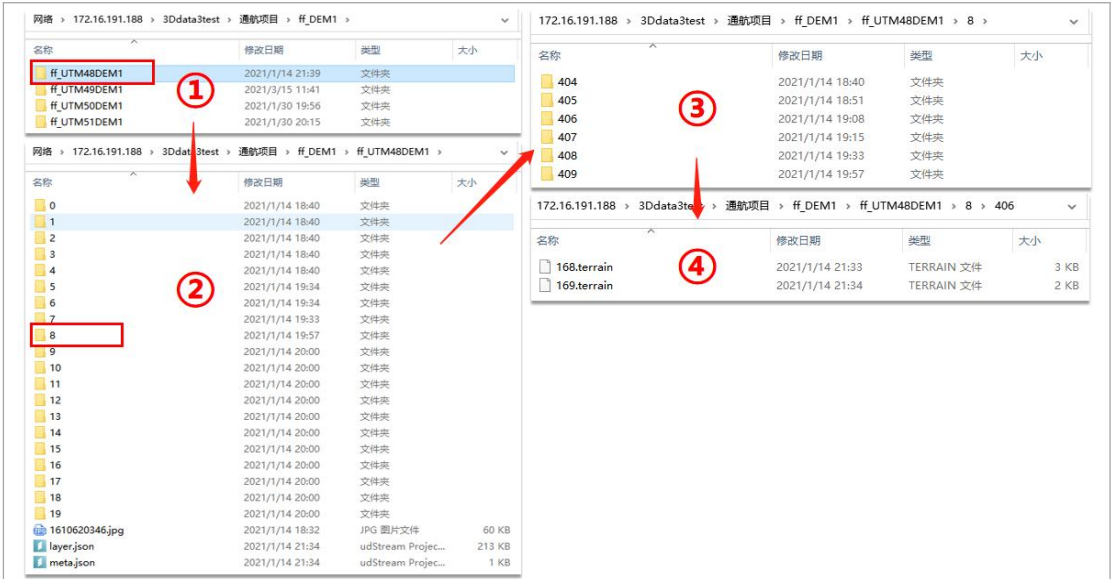 网络 › 172.16.191.188 › 3Ddata3test › 通航项目 › ff_DEM1 ›
名称 修改日期 类型 大小
ff_UTM48DEM1 2021/1/14 21:39 文件夹
ff_UTM49DEM1 2021/3/15 11:41 文件夹
ff_UTM50DEM1 2021/1/30 19:56 文件夹
ff_UTM51DEM1 2021/1/30 20:15 文件夹
①
网络 › 172.16.191.188 › 3Ddata3test › 通航项目 › ff_DEM1 › ff_UTM48DEM1 ›
名称 修改日期 类型 大小
0 2021/1/14 18:40 文件夹
1 2021/1/14 18:40 文件夹
2 2021/1/14 18:40 文件夹
3 2021/1/14 18:40 文件夹
4 2021/1/14 18:40 文件夹
5 2021/1/14 19:34 文件夹
6 2021/1/14 19:34 文件夹
7 2021/1/14 19:33 文件夹
8 2021/1/14 19:57 文件夹
9 2021/1/14 20:00 文件夹
10 2021/1/14 20:00 文件夹
11 2021/1/14 20:00 文件夹
12 2021/1/14 20:00 文件夹
13 2021/1/14 20:00 文件夹
14 2021/1/14 20:00 文件夹
15 2021/1/14 20:00 文件夹
16 2021/1/14 20:00 文件夹
17 2021/1/14 20:00 文件夹
18 2021/1/14 20:00 文件夹
19 2021/1/14 20:00 文件夹
1610620346.jpg 2021/1/14 18:32 JPG 图片文件 60 KB
layer.json 2021/1/14 21:34 udStream Projec... 213 KB
meta.json 2021/1/14 21:34 udStream Projec... 1 KB
②
172.16.191.188 › 3Ddata3test › 通航项目 › ff_DEM1 › ff_UTM48DEM1 › 8 ›
名称 修改日期 类型 大小
404 2021/1/14 18:40 文件夹
405 2021/1/14 18:51 文件夹
406 2021/1/14 19:08 文件夹
407 2021/1/14 19:15 文件夹
408 2021/1/14 19:33 文件夹
409 2021/1/14 19:57 文件夹
③
172.16.191.188 › 3Ddata3test › 通航项目 › ff_DEM1 › ff_UTM48DEM1 › 8 › 406
名称 修改日期 类型 大小
168.terrain 2021/1/14 21:33 TERRAIN 文件 3 KB
169.terrain 2021/1/14 21:34 TERRAIN 文件 2 KB
④